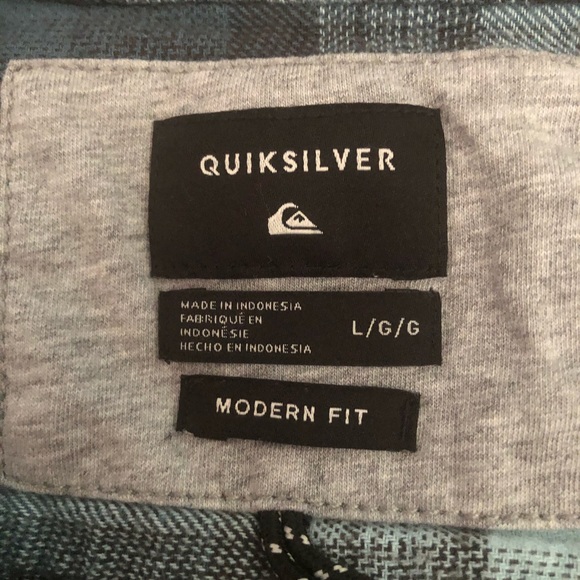 QUIKSILVER
MADE IN INDONESIA
FABRIQUÉ EN
INDONÉSIE
HECHO EN INDONESIA
L/G/G
MODERN FIT